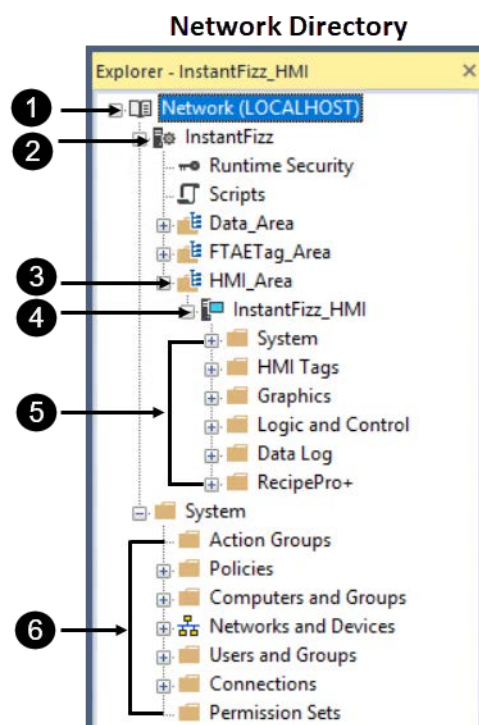 Network Directory
Explorer - InstantFizz_HMI
1 Network (LOCALHOST)
2 InstantFizz
Runtime Security
Scripts
Data_Area
FTAETag_Area
3 HMI_Area
4 InstantFizz_HMI
System
HMI Tags
Graphics
5 Logic and Control
Data Log
RecipePro+
System
Action Groups
Policies
Computers and Groups
6 Networks and Devices
Users and Groups
Connections
Permission Sets